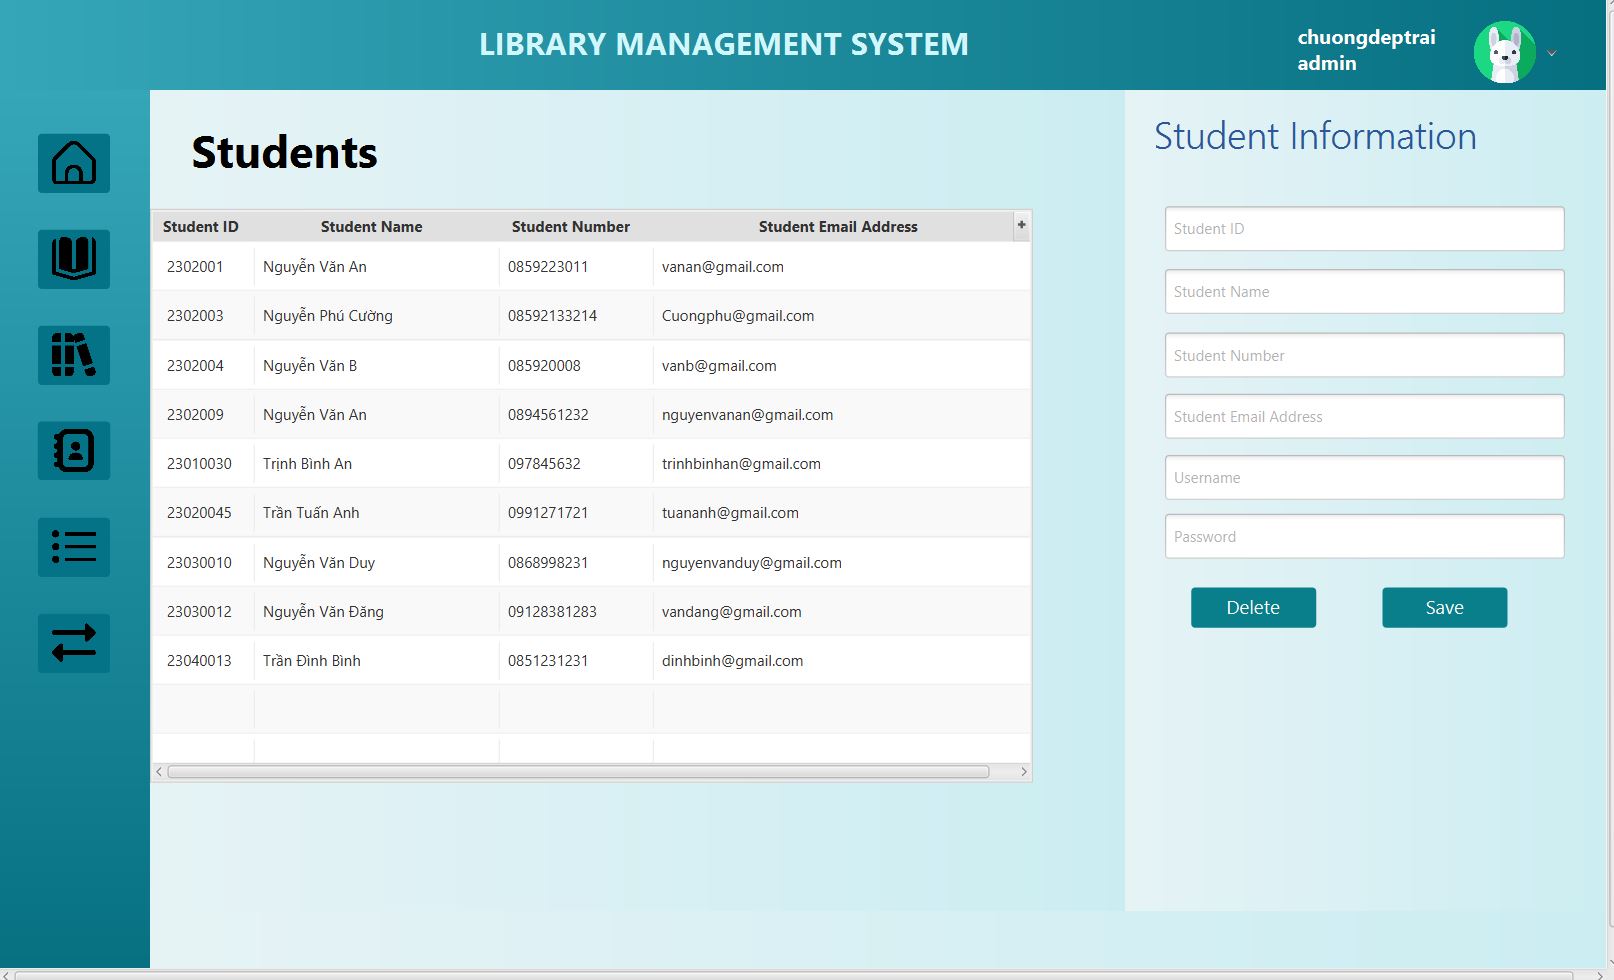 LIBRARY MANAGEMENT SYSTEM
chuongdeptrai
admin
Students
Student ID Student Name Student Number Student Email Address +
2302001 Nguyễn Văn An 0859223011 vanan@gmail.com
2302003 Nguyễn Phú Cường 08592133214 Cuongphu@gmail.com
2302004 Nguyễn Văn B 085920008 vanb@gmail.com
2302009 Nguyễn Văn An 0894561232 nguyenvanan@gmail.com
23010030 Trịnh Bình An 097845632 trinhbinhan@gmail.com
23020045 Trần Tuấn Anh 0991271721 tuananh@gmail.com
23030010 Nguyễn Văn Duy 0868998231 nguyenvanduy@gmail.com
23030012 Nguyễn Văn Đăng 09128381283 vandang@gmail.com
23040013 Trần Đình Bình 0851231231 dinhbinh@gmail.com
Student Information
Student ID
Student Name
Student Number
Student Email Address
Username
Password
Delete Save